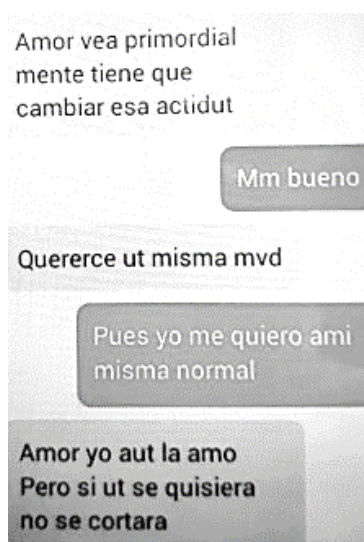 Amor vea primordial
mente tiene que
cambiar esa actidut
Mm bueno
Quererce ut misma mvd
Pues yo me quiero ami
misma normal
Amor yo aut la amo
Pero si ut se quisiera
no se cortara